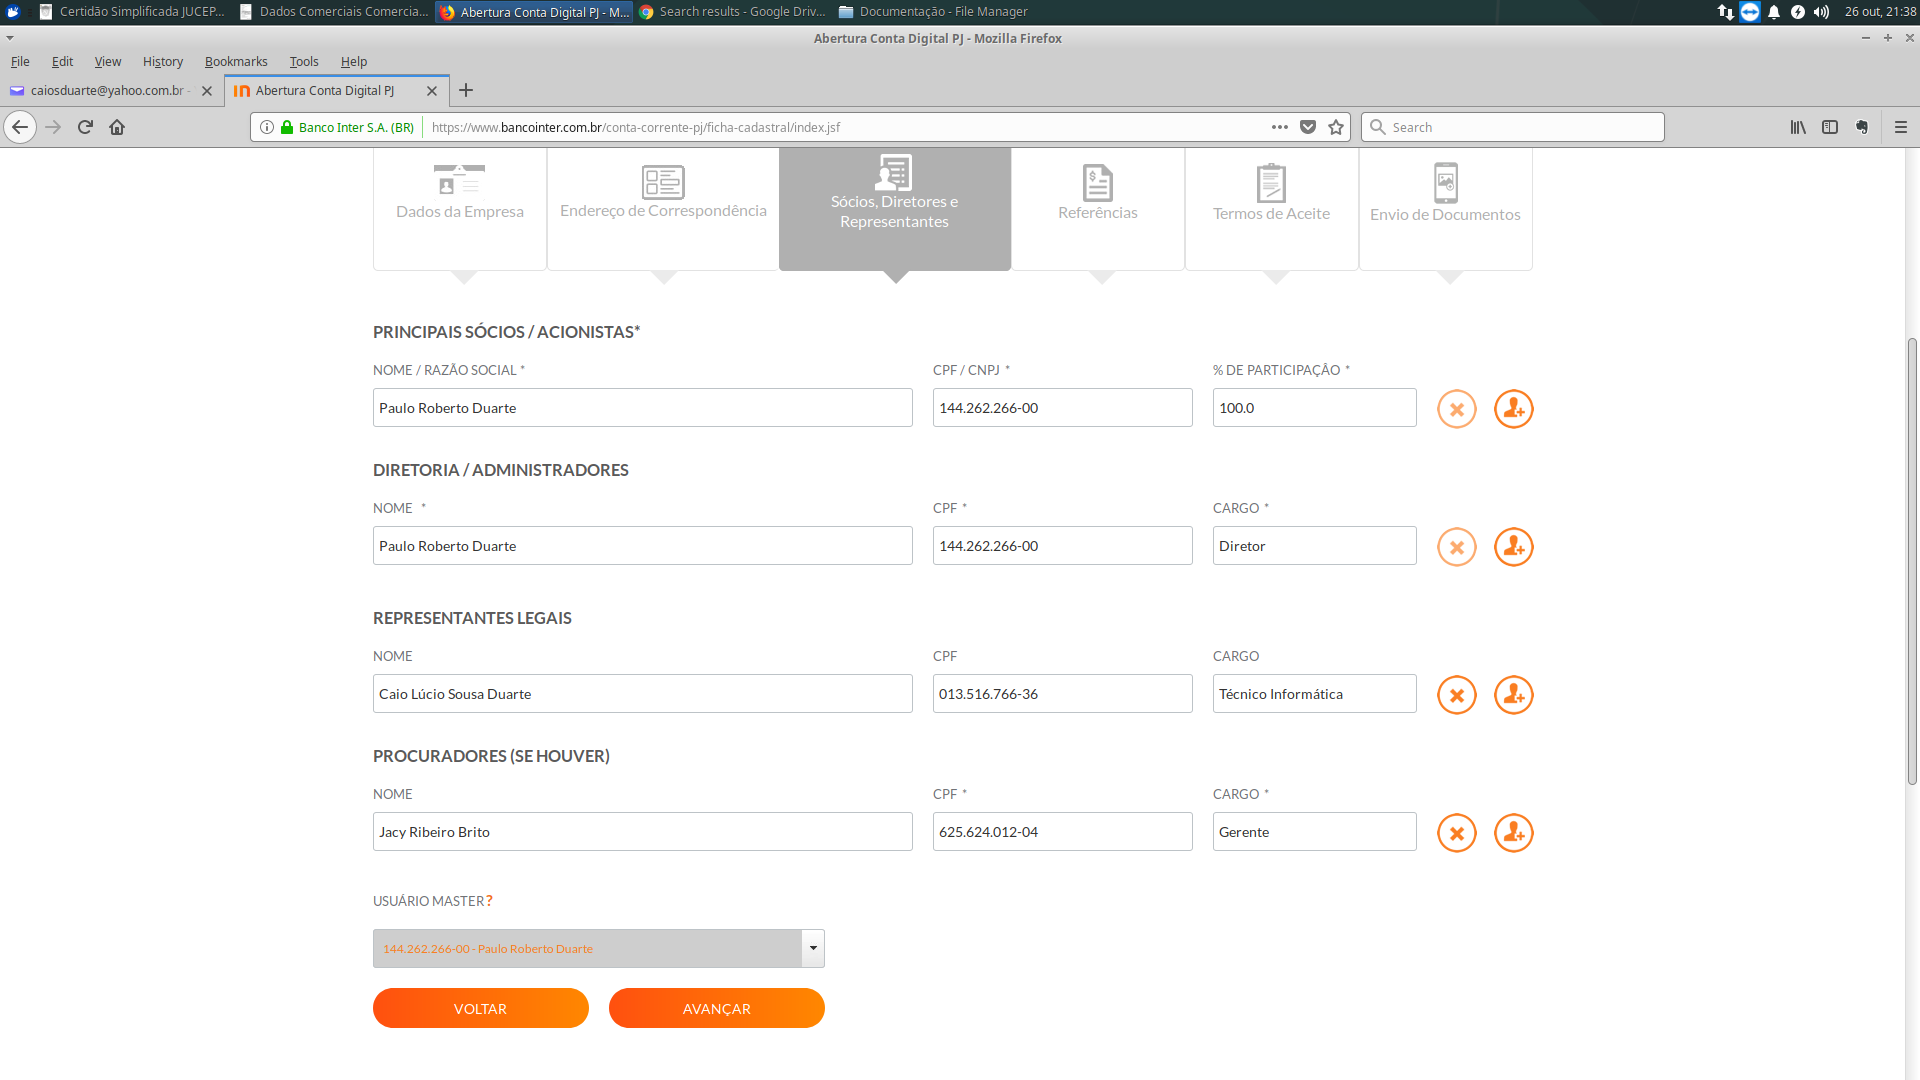 Certidão Simplificada JUCEP...
Dados Comerciais Comercia...
Abertura Conta Digital PJ - M...
Search results - Google Driv...
Documentação - File Manager
26 out, 21:38
Abertura Conta Digital PJ - Mozilla Firefox
File Edit View History Bookmarks Tools Help
caiosduarte@yahoo.com.br -
Abertura Conta Digital PJ
Banco Inter S.A. (BR)
https://www.bancointer.com.br/conta-corrente-pj/ficha-cadastral/index.jsf
Search
Dados da Empresa
Endereço de Correspondência
Sócios, Diretores e
Representantes
Referências
Termos de Aceite
Envio de Documentos
PRINCIPAIS SÓCIOS / ACIONISTAS*
NOME / RAZÃO SOCIAL * CPF / CNPJ * % DE PARTICIPAÇÂO *
Paulo Roberto Duarte 144.262.266-00 100.0
DIRETORIA / ADMINISTRADORES
NOME * CPF * CARGO *
Paulo Roberto Duarte 144.262.266-00 Diretor
REPRESENTANTES LEGAIS
NOME CPF CARGO
Caio Lúcio Sousa Duarte 013.516.766-36 Técnico Informática
PROCURADORES (SE HOUVER)
NOME CPF * CARGO *
Jacy Ribeiro Brito 625.624.012-04 Gerente
USUÁRIO MASTER?
144.262.266-00 - Paulo Roberto Duarte
VOLTAR AVANÇAR